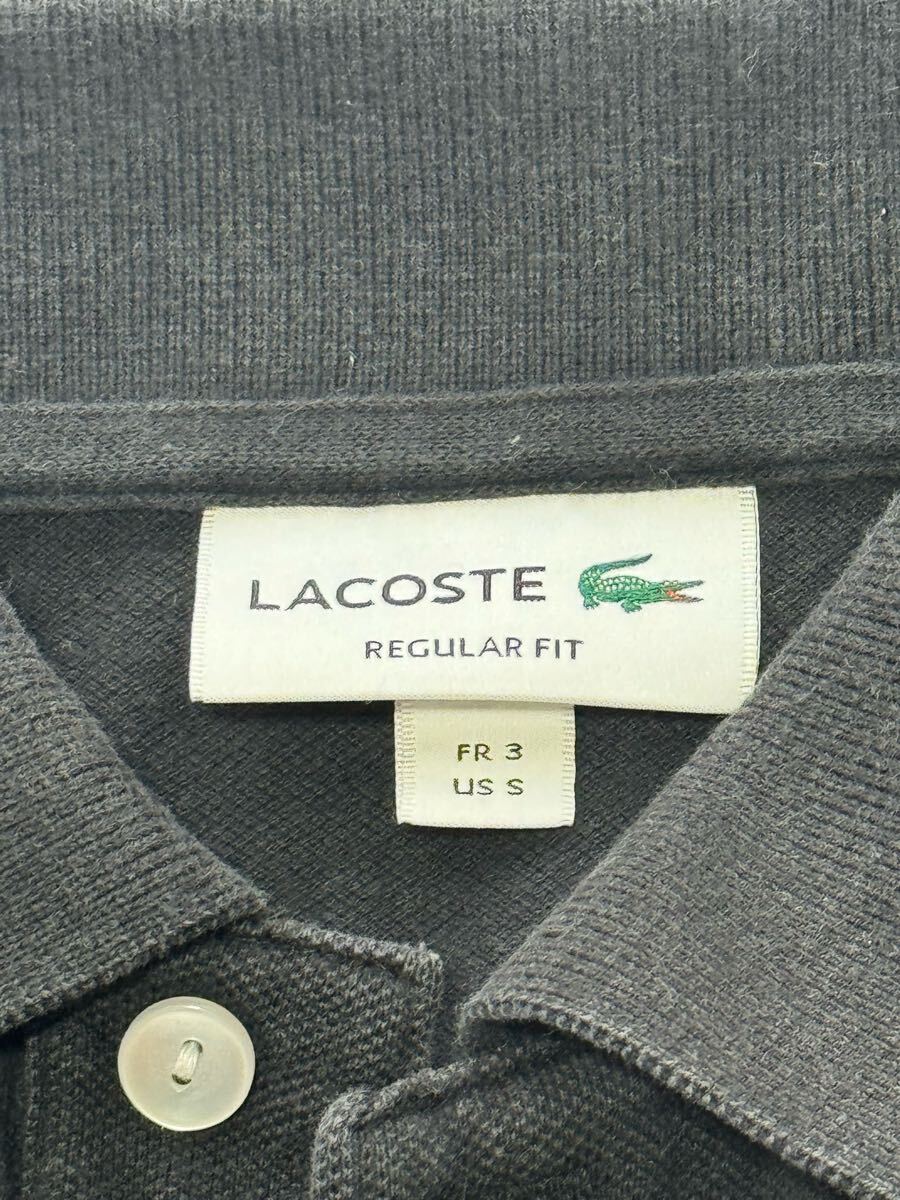 LACOSTE
REGULAR FIT
FR 3
US S